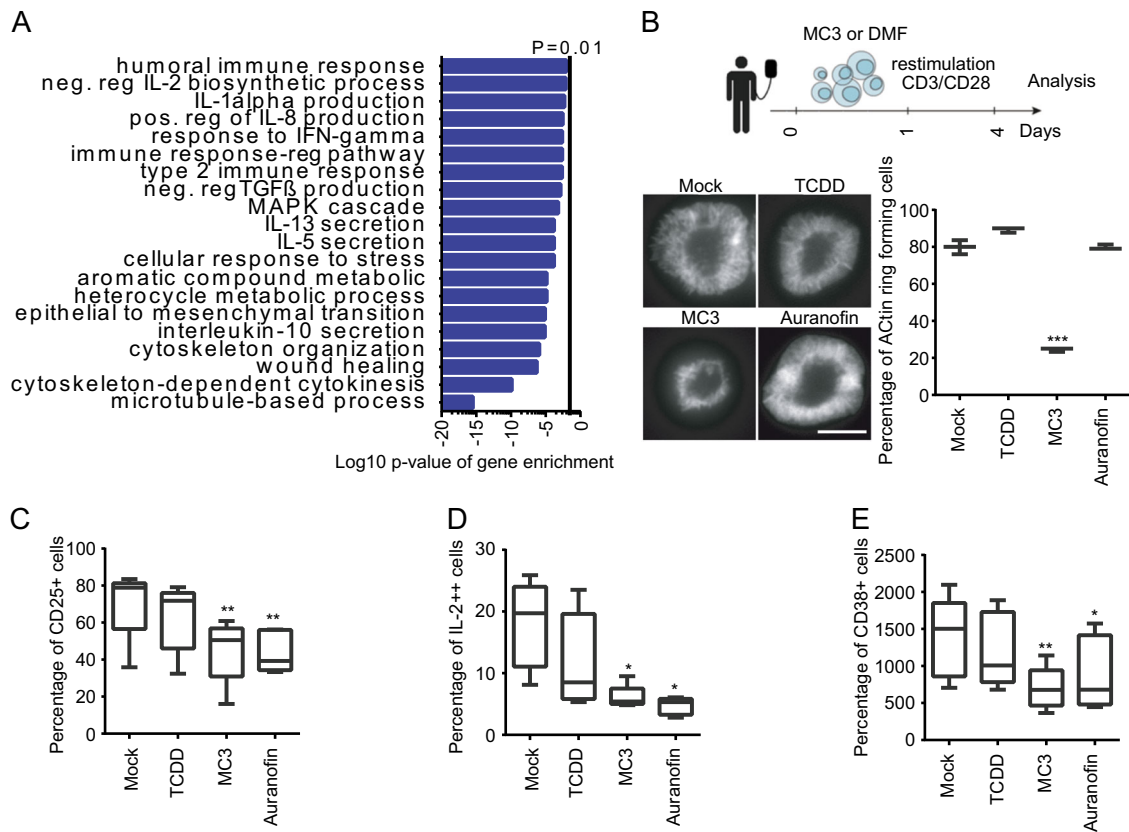 A
P=0.01
humoral immune response
neg. reg IL-2 biosynthetic process
IL-1alpha production
pos. reg of IL-8 production
response to IFN-gamma
immune response-reg pathway
type 2 immune response
neg. regTGFß production
MAPK cascade
IL-13 secretion
IL-5 secretion
cellular response to stress
aromatic compound metabolic
heterocycle metabolic process
epithelial to mesenchymal transition
interleukin-10 secretion
cytoskeleton organization
wound healing
cytoskeleton-dependent cytokinesis
microtubule-based process
-20
-15
-10
-5
0
Log10 p-value of gene enrichment
B
MC3 or DMF
restimulation
CD3/CD28
Analysis
0
1
4
Days
Mock
TCDD
MC3
Auranofin
Percentage of ACtin ring forming cells
100
80
60
40
20
0
***
Mock
TCDD
MC3
Auranofin
C
Percentage of CD25+ cells
100
80
60
40
20
0
**
**
Mock
TCDD
MC3
Auranofin
D
Percentage of IL-2++ cells
30
20
10
0
*
*
Mock
TCDD
MC3
Auranofin
E
Percentage of CD38+ cells
2500
2000
1500
1000
500
0
**
*
Mock
TCDD
MC3
Auranofin